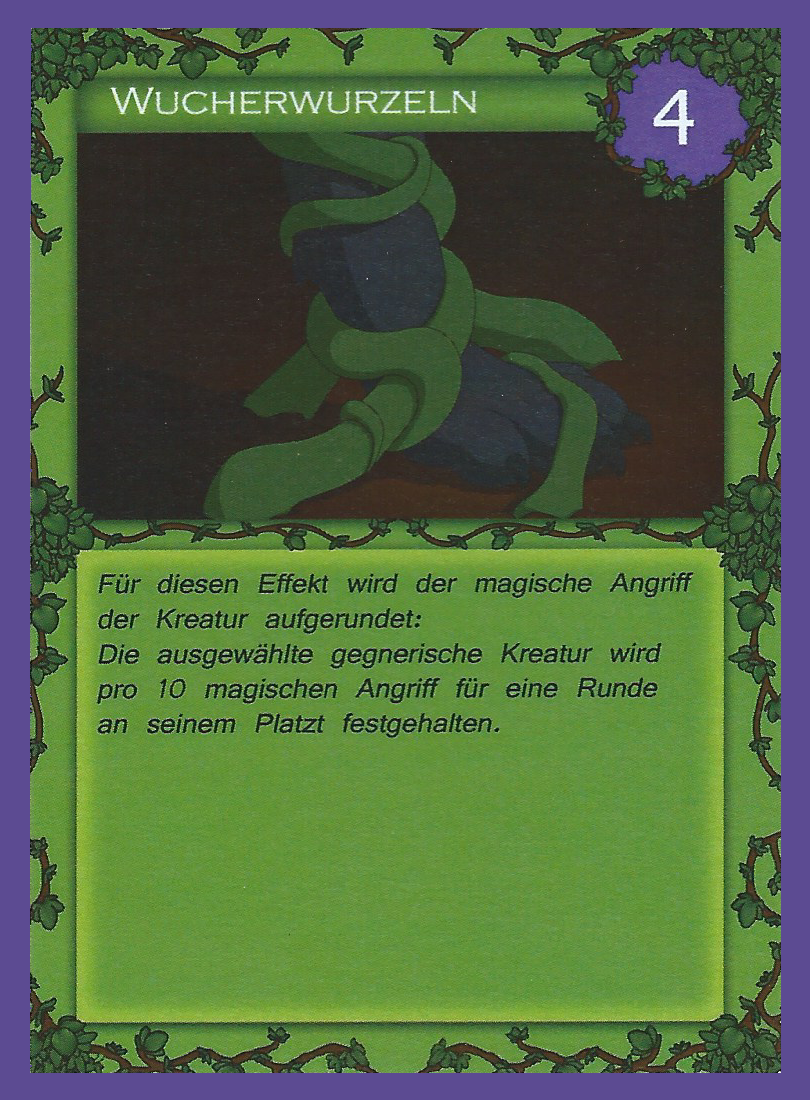 Wucherwurzeln
4
Für diesen Effekt wird der magische Angriff
der Kreatur aufgerundet:
Die ausgewählte gegnerische Kreatur wird
pro 10 magischen Angriff für eine Runde
an seinem Platzt festgehalten.